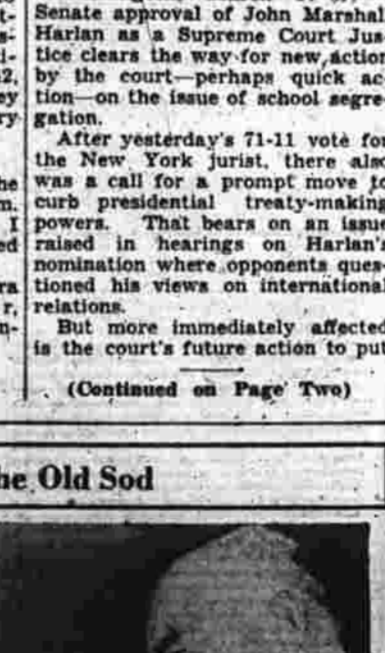 Senate approval of John Marshal
Harlan as a Supreme Court Jus-
tice clears the way for new action
by the court—perhaps quick ac
tion—on the issue of school segre
gation.
After yesterday's 71-11 vote for
the New York jurist, there also
was a call for a prompt move to
curb presidential treaty-making
powers. That bears on an issue
raised in hearings on Harlan's
nomination where opponents ques-
tioned his views on international
relations.
But more immediately affected
is the court's future action to put
(Continued on Page Two)
he Old Sod